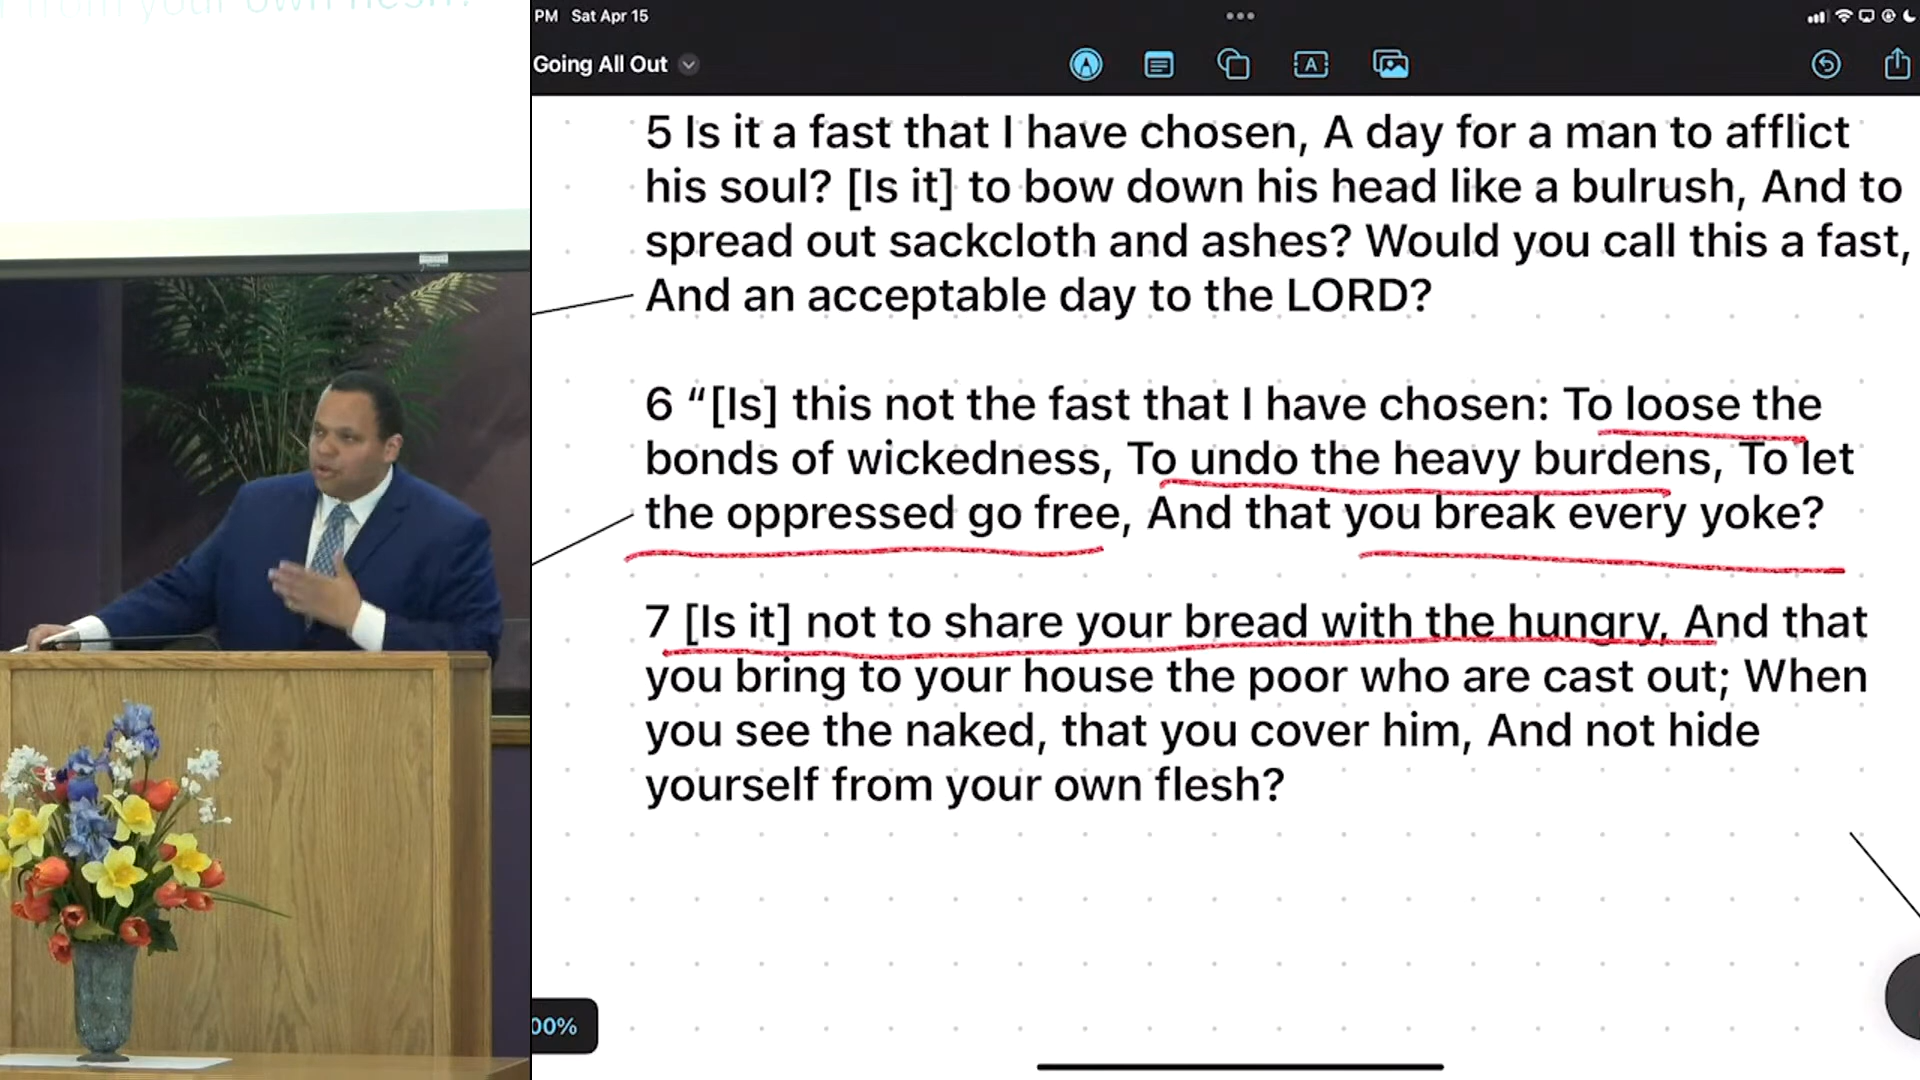 from your own flesh?
PM Sat Apr 15
Going All Out
A
5 Is it a fast that I have chosen, A day for a man to afflict
his soul? [Is it] to bow down his head like a bulrush, And to
spread out sackcloth and ashes? Would you call this a fast,
And an acceptable day to the LORD?
6 “[Is] this not the fast that I have chosen: To loose the
bonds of wickedness, To undo the heavy burdens, To let
the oppressed go free, And that you break every yoke?
7 [Is it] not to share your bread with the hungry, And that
you bring to your house the poor who are cast out; When
you see the naked, that you cover him, And not hide
yourself from your own flesh?
00%